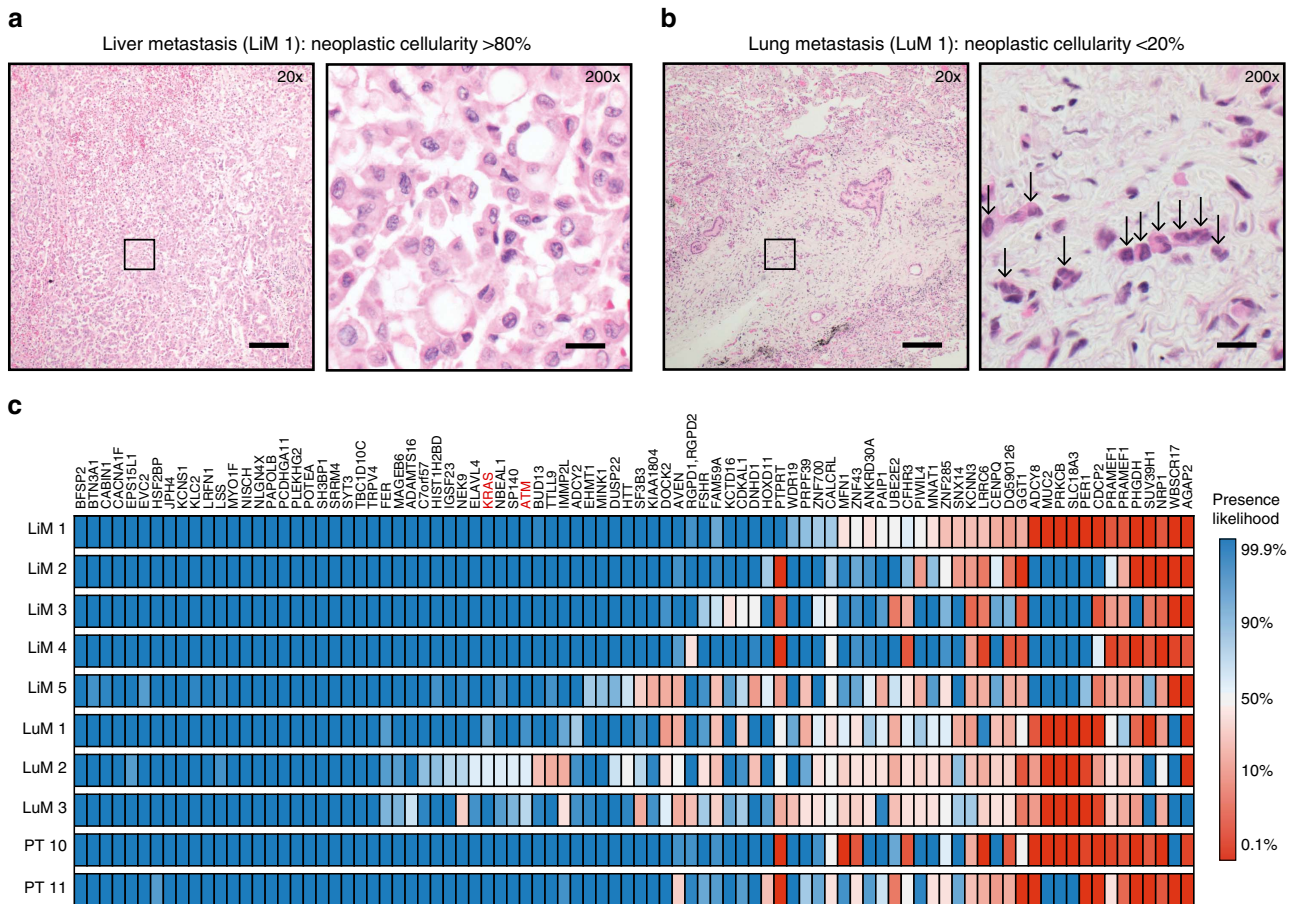 a
Liver metastasis (LiM 1): neoplastic cellularity >80%
20x
200x
b
Lung metastasis (LuM 1): neoplastic cellularity <20%
20x
200x
c
BFSP2
BTN3A1
CABIN1
CACNA1F
EPS15L1
EVC2
HSF2BP
JPH4
KCNS1
KLC2
LRFN1
LSS
MYO1F
NISCH
NLGN4X
PAPOLB
PCDHGA11
PLEKHG2
POTEA
SH3BP1
SRRM4
SYT3
TBC1D10C
TRPV4
FER
MAGEB6
ADAMTS16
C7orf57
HIST1H2BD
IGSF23
NEK9
ELAVL4
KRAS
NBEAL1
SP140
ATM
BUD13
TTLL9
IMMP2L
ADCY2
EHMT1
MINK1
DUSP22
HTT
SF3B3
KIAA1804
DOCK2
AVEN
RGPD1,RGPD2
FSHR
FAM59A
KCTD16
CDKAL1
DNHD1
HOXD11
PTPRT
WDR19
PRPF39
ZNF700
CALCRL
MFN1
ZNF43
ANKRD30A
PAIP1
UBE2E2
CFHR3
PIWIL4
MNAT1
ZNF285
SNX14
KCNN3
LRRC6
CENPQ
DQ590126
GGT1
ADCY8
MUC2
PRKCB
SLC18A3
PER1
CDCP2
PRAMEF1
PRAMEF1
BTNGDH
SUV39H1
NRP1
WBSCR17
AGAP2
LiM 1
LiM 2
LiM 3
LiM 4
LiM 5
LuM 1
LuM 2
LuM 3
PT 10
PT 11
Presence
likelihood
99.9%
90%
50%
10%
0.1%